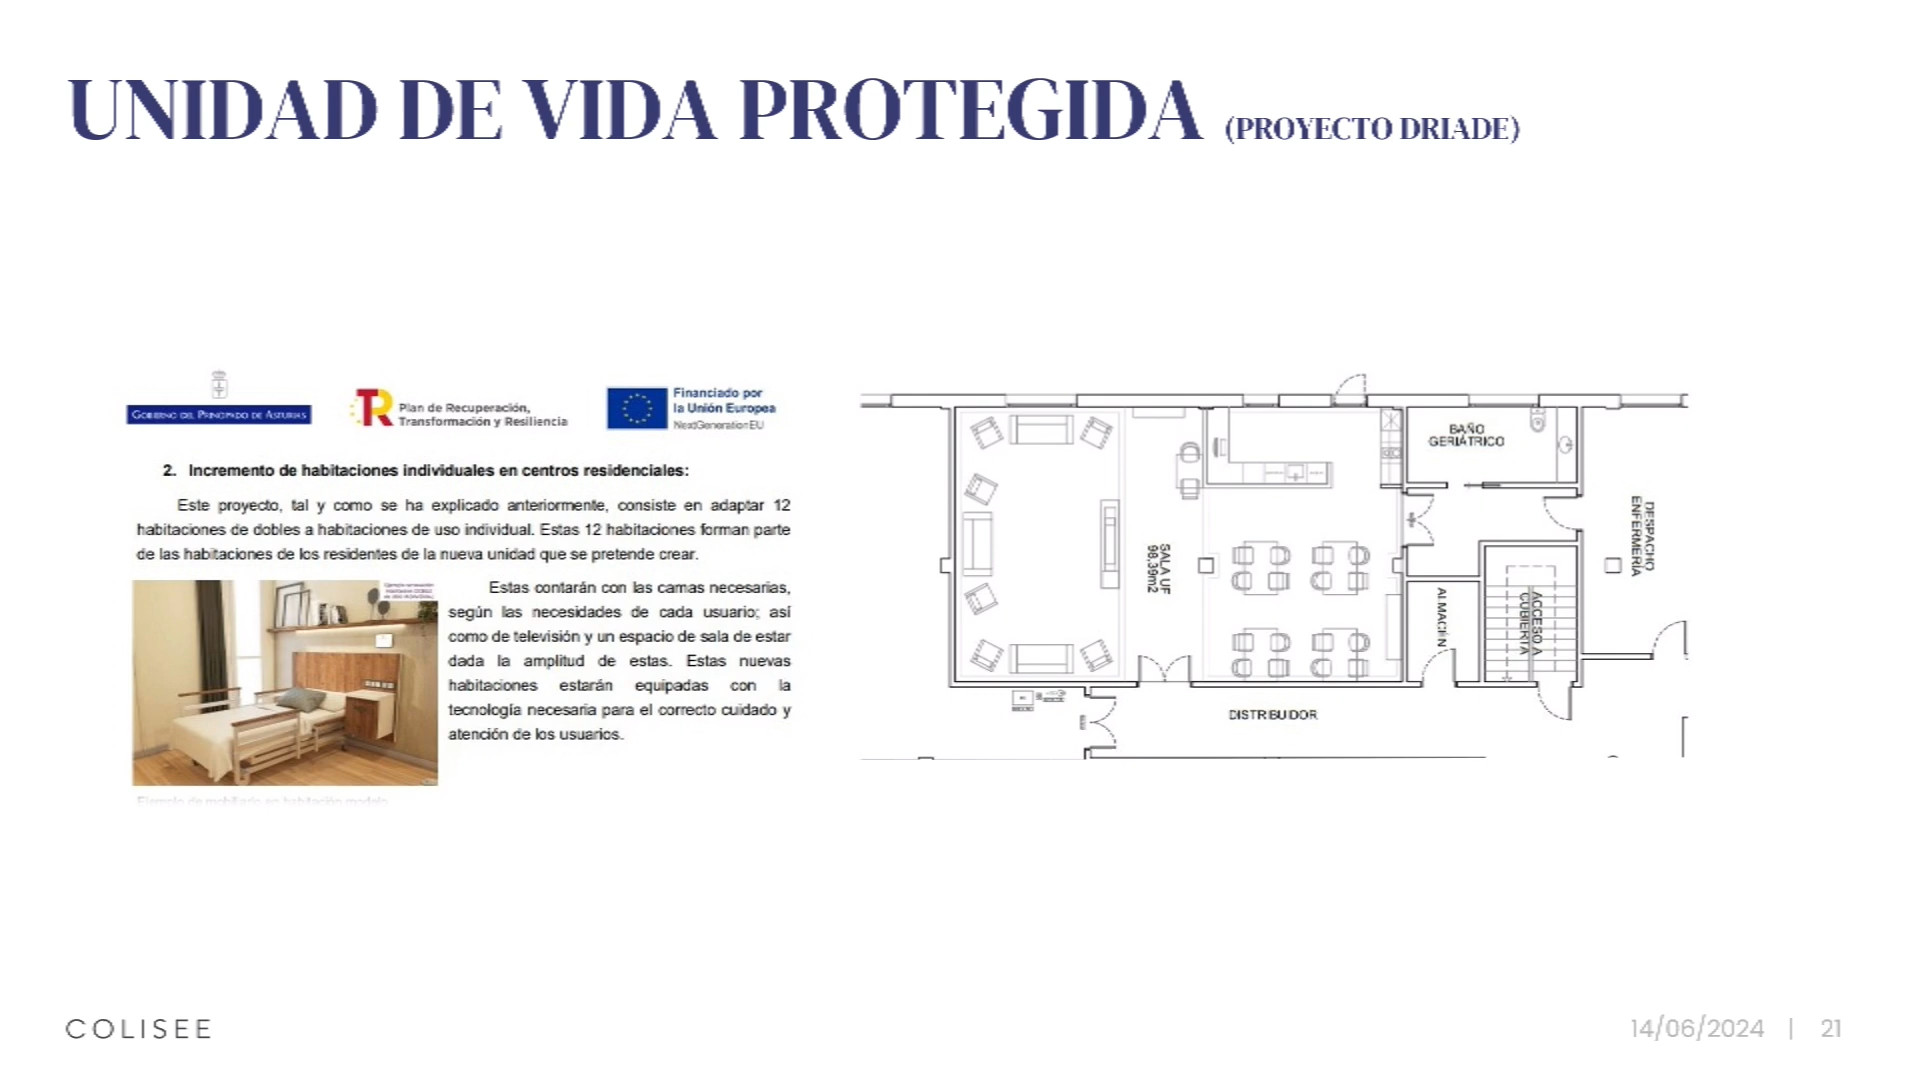 UNIDAD DE VIDA PROTEGIDA (PROYECTO DRIADE)
GOBIERNO DEL PRINCIPADO DE ASTURIAS
Plan de Recuperación,
Transformación y Resiliencia
Financiado por
la Unión Europea
NextGenerationEU
2. Incremento de habitaciones individuales en centros residenciales:
Este proyecto, tal y como se ha explicado anteriormente, consiste en adaptar 12
habitaciones de dobles a habitaciones de uso individual. Estas 12 habitaciones forman parte
de las habitaciones de los residentes de la nueva unidad que se pretende crear.
Estas contarán con las camas necesarias,
según las necesidades de cada usuario; así
como de televisión y un espacio de sala de estar
dada la amplitud de estas. Estas nuevas
habitaciones estarán equipadas con la
tecnología necesaria para el correcto cuidado y
atención de los usuarios.
Ejemplo de mobiliario en habitación modelo
BAÑO
GERIÁTRICO
DESPACHO
ENFERMERÍA
SALA UF
98,39m2
ALMACÉN
ACCESO A
CUBIERTA
DISTRIBUIDOR
COLISEE
14/06/2024 | 21